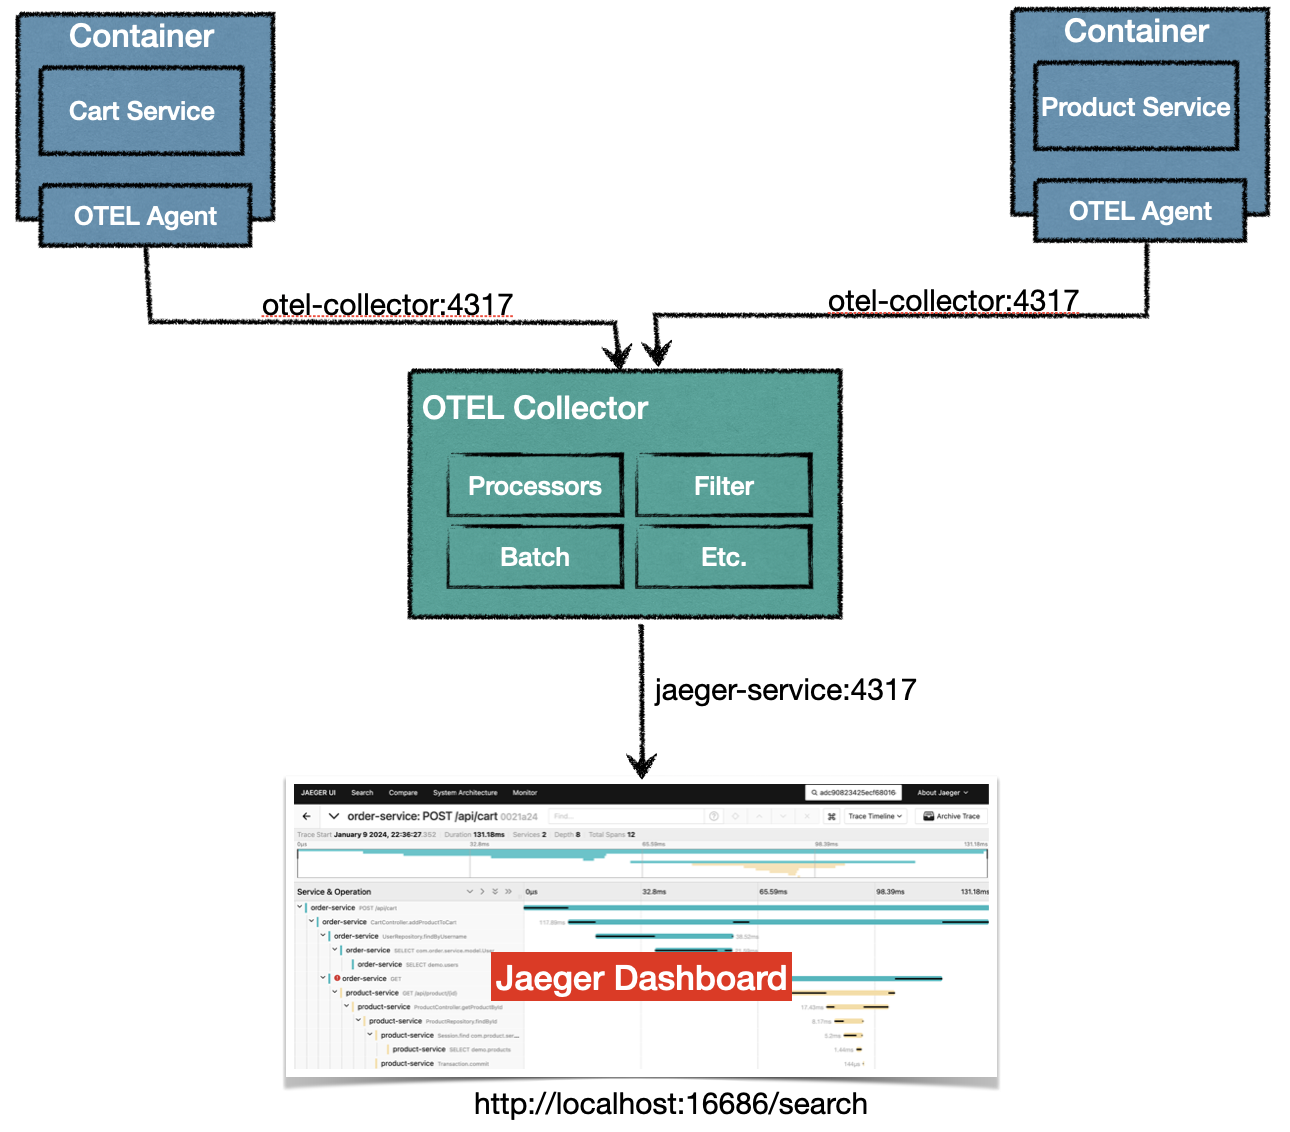 Container
Cart Service
OTEL Agent
Container
Product Service
OTEL Agent
otel-collector:4317
otel-collector:4317
OTEL Collector
Processors
Filter
Batch
Etc.
jaeger-service:4317
JAEGER UI Search Compare System Architecture Monitor adc90823425ecf68016 About Jaeger
order-service: POST /api/cart 0021a24 Find... Trace Timeline Archive Trace
Trace Start January 9 2024, 22:36:27.352 Duration 131.18ms Services 2 Depth 8 Total Spans 12
0μs 32.8ms 65.59ms 98.39ms 131.18ms
Service & Operation 0μs 32.8ms 65.59ms 98.39ms 131.18ms
order-service POST /api/cart
order-service CartController.addProductToCart 117.89ms
order-service UserRepository.findByUsername 38.52ms
order-service SELECT com.order.service.model.User
order-service SELECT demo.users
order-service GET
product-service GET /api/product/{id}
product-service ProductController.getProductById 17.43ms
product-service ProductRepository.findById 8.17ms
product-service Session.find com.product.ser... 5.2ms
product-service SELECT demo.products 1.44ms
product-service Transaction.commit 144μs
Jaeger Dashboard
http://localhost:16686/search